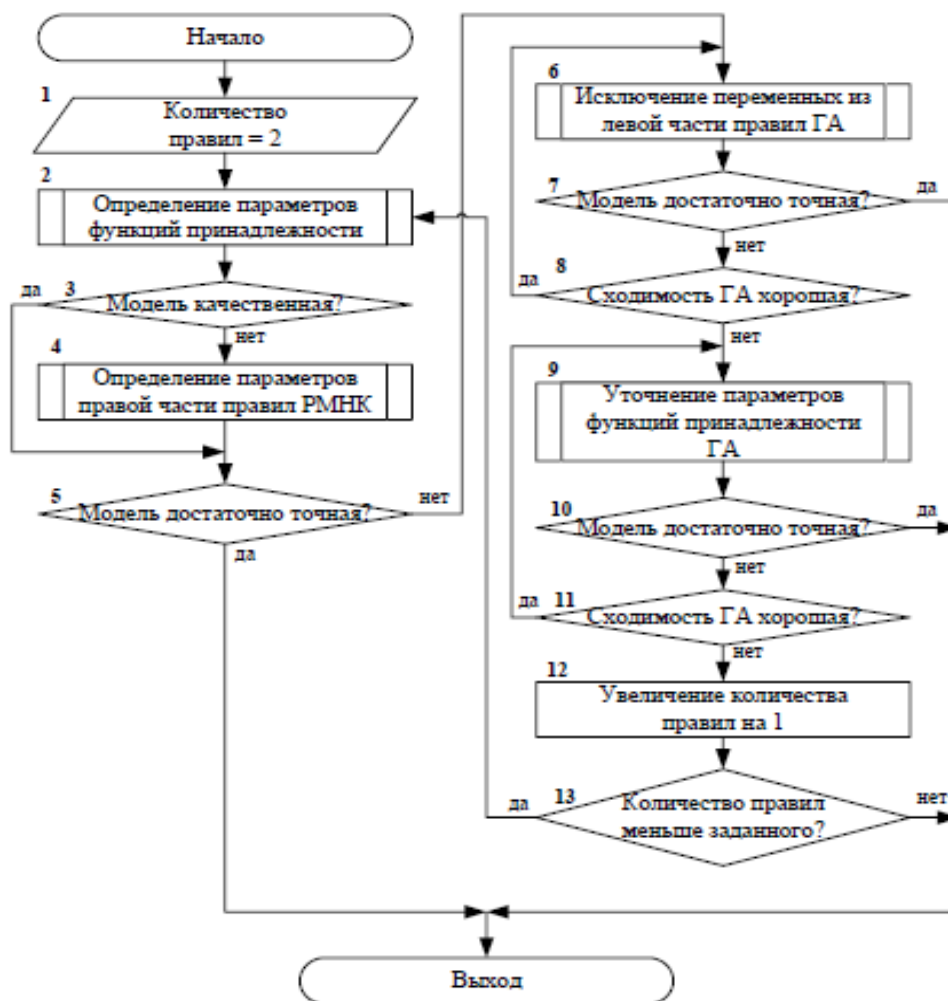 Начало
1
Количество
правил = 2
2
Определение параметров
функций принадлежности
да
3
Модель качественная?
нет
4
Определение параметров
правой части правил РМНК
5
Модель достаточно точная?
нет
да
6
Исключение переменных из
левой части правил ГА
7
Модель достаточно точная?
да
нет
8
да
Сходимость ГА хорошая?
нет
9
Уточнение параметров
функций принадлежности
ГА
10
Модель достаточно точная?
да
нет
11
да
Сходимость ГА хорошая?
нет
12
Увеличение количества
правил на 1
13
да
Количество правил
меньше заданного?
нет
Выход